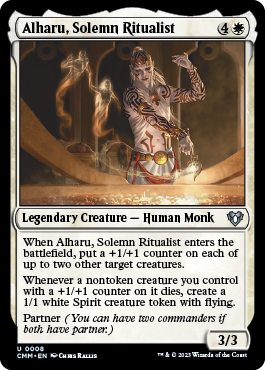 Alharu, Solemn Ritualist 4
Legendary Creature — Human Monk
When Alharu, Solemn Ritualist enters the
battlefield, put a +1/+1 counter on each of
up to two other target creatures.
Whenever a nontoken creature you control
with a +1/+1 counter on it dies, create a
1/1 white Spirit creature token with flying.
Partner (You can have two commanders if
both have partner.)
3/3
U 0008
CMM • EN Chris Rallis
™ & © 2023 Wizards of the Coast